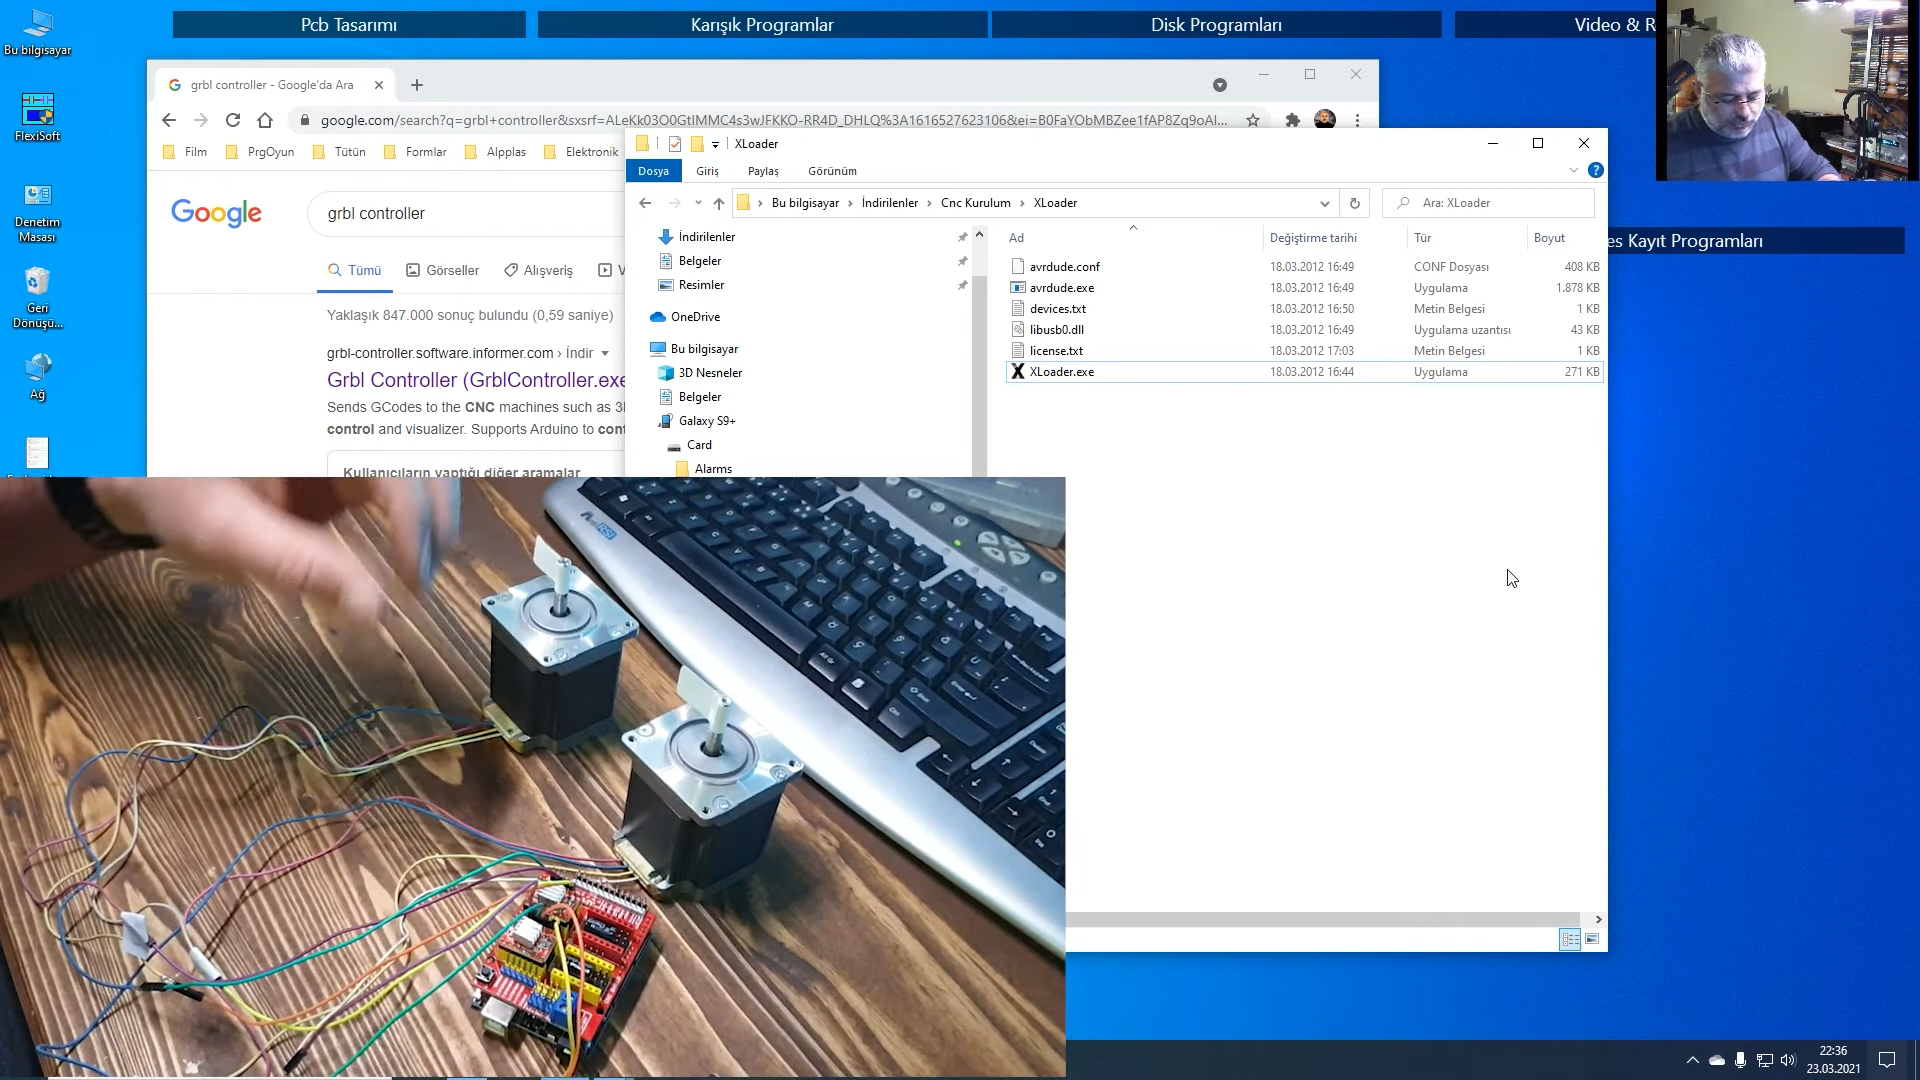 Pcb Tasarımı
Karışık Programlar
Disk Programları
Video & R
Bu bilgisayar
FlexiSoft
Denetim
Masası
Geri
Dönüşü...
Ağ
grbl controller - Google'da Ara
google.com/search?q=grbl+controller&sxsrf=ALeKk03O0GtIMMC4s3wJFKKO-RR4D_DHLQ%3A1616527623106&ei=B0FaYObMBZee1fAP8Zq9oAI...
Film
PrgOyun
Tütün
Formlar
Alpplas
Elektronik
Google
grbl controller
Tümü
Görseller
Alışveriş
V
Yaklaşık 847.000 sonuç bulundu (0,59 saniye)
grbl-controller.software.informer.com › İndir
Grbl Controller (GrblController.exe
Sends GCodes to the CNC machines such as 3
control and visualizer. Supports Arduino to con
Kullanıcıların yaptığı diğer aramalar
XLoader
Dosya
Giriş
Paylaş
Görünüm
Bu bilgisayar › İndirilenler › Cnc Kurulum › XLoader
Ara: XLoader
İndirilenler
Belgeler
Resimler
OneDrive
Bu bilgisayar
3D Nesneler
Belgeler
Galaxy S9+
Card
Alarms
Ad Değiştirme tarihi Tür Boyut
avrdude.conf 18.03.2012 16:49 CONF Dosyası 408 KB
avrdude.exe 18.03.2012 16:49 Uygulama 1.878 KB
devices.txt 18.03.2012 16:50 Metin Belgesi 1 KB
libusb0.dll 18.03.2012 16:49 Uygulama uzantısı 43 KB
license.txt 18.03.2012 17:03 Metin Belgesi 1 KB
XLoader.exe 18.03.2012 16:44 Uygulama 271 KB
es Kayıt Programları
22:36
23.03.2021